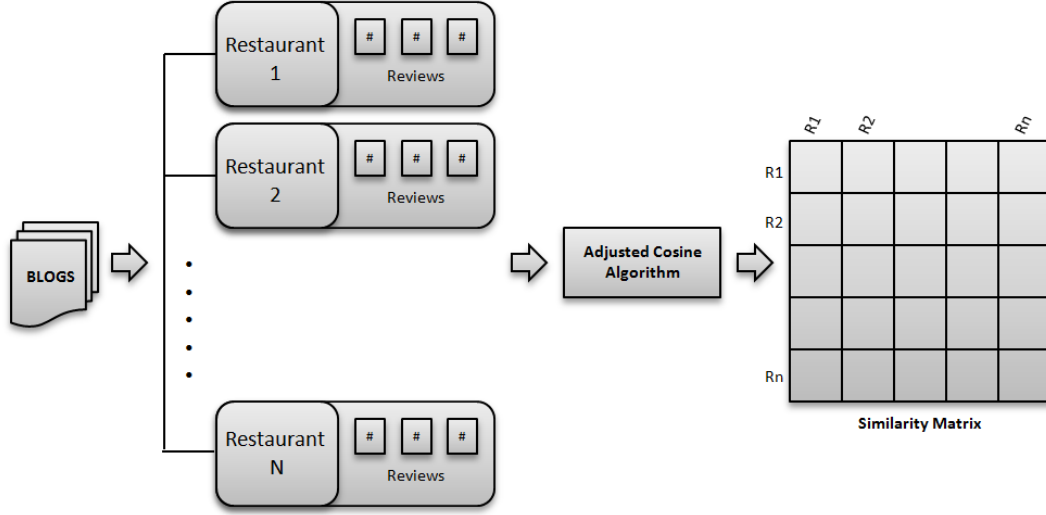 BLOGS
Restaurant
1
# # #
Reviews
Restaurant
2
# # #
Reviews
Restaurant
N
# # #
Reviews
Adjusted Cosine
Algorithm
R1 R2 Rn
R1
R2
Rn
Similarity Matrix